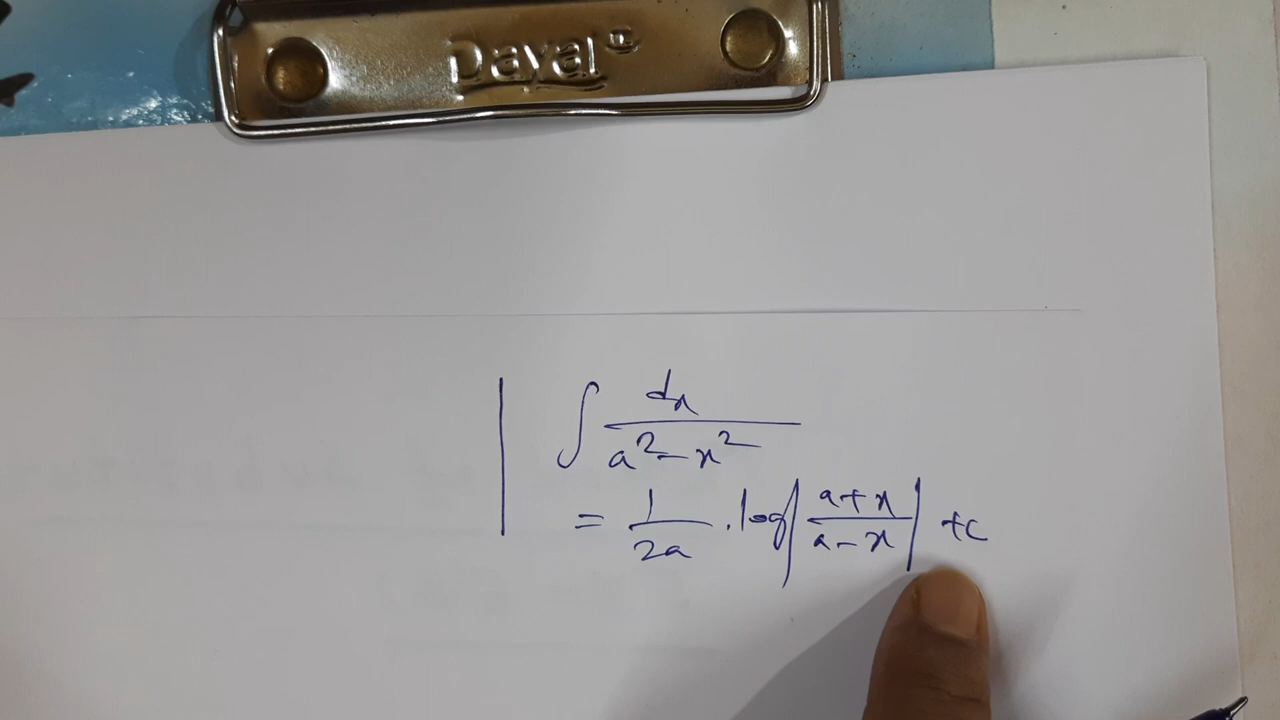 Dayal
∫ dx / a² - x²
= 1 / 2a . log | a + x / a - x | + c